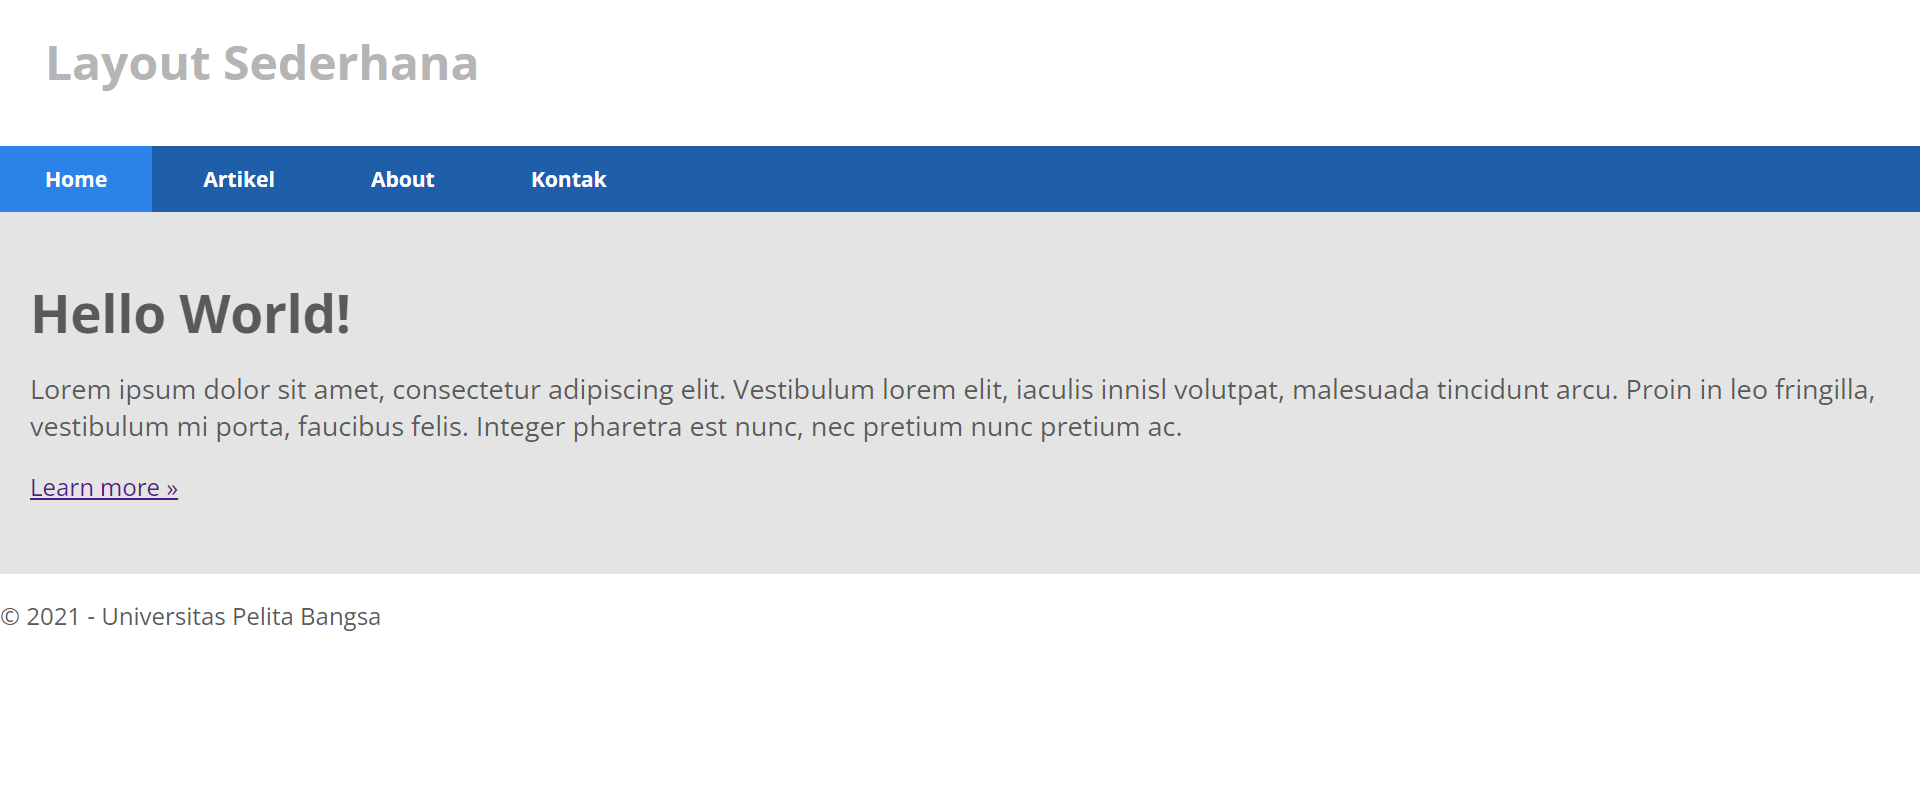 Layout Sederhana
Home Artikel About Kontak
Hello World!
Lorem ipsum dolor sit amet, consectetur adipiscing elit. Vestibulum lorem elit, iaculis innisl volutpat, malesuada tincidunt arcu. Proin in leo fringilla,
vestibulum mi porta, faucibus felis. Integer pharetra est nunc, nec pretium nunc pretium ac.
Learn more »
© 2021 - Universitas Pelita Bangsa